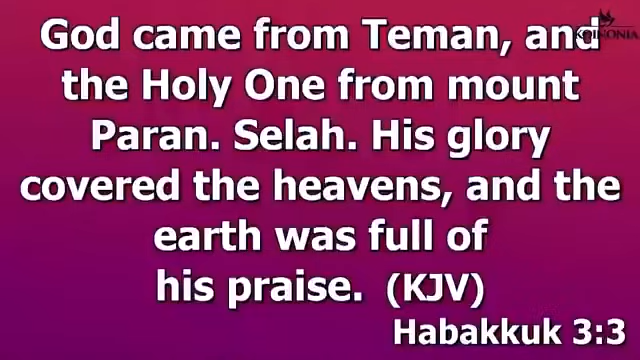 KOINONIA
God came from Teman, and
the Holy One from mount
Paran. Selah. His glory
covered the heavens, and the
earth was full of
his praise. (KJV)
Habakkuk 3:3